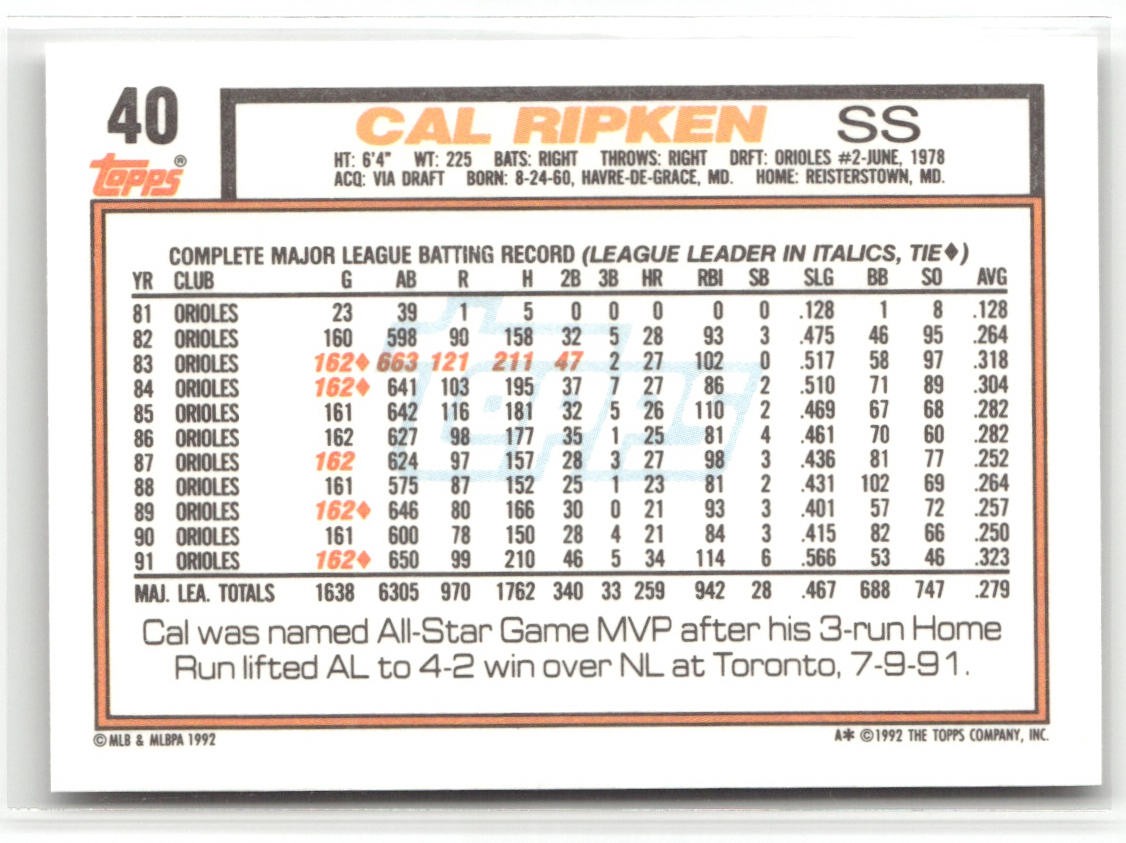 40
CAL RIPKEN SS
Topps®
HT: 6'4" WT: 225 BATS: RIGHT THROWS: RIGHT DRFT: ORIOLES #2-JUNE, 1978
ACQ: VIA DRAFT BORN: 8-24-60, HAVRE-DE-GRACE, MD. HOME: REISTERSTOWN, MD.
COMPLETE MAJOR LEAGUE BATTING RECORD (LEAGUE LEADER IN ITALICS, TIE♦)
YR CLUB G AB R H 2B 3B HR RBI SB SLG BB SO AVG
81 ORIOLES 23 39 1 5 0 0 0 0 0 .128 1 8 .128
82 ORIOLES 160 598 90 158 32 5 28 93 3 .475 46 95 .264
83 ORIOLES 162♦ 663 121 211 47 2 27 102 0 .517 58 97 .318
84 ORIOLES 162♦ 641 103 195 37 7 27 86 2 .510 71 89 .304
85 ORIOLES 161 642 116 181 32 5 26 110 2 .469 67 68 .282
86 ORIOLES 162 627 98 177 35 1 25 81 4 .461 70 60 .282
87 ORIOLES 162 624 97 157 28 3 27 98 3 .436 81 77 .252
88 ORIOLES 161 575 87 152 25 1 23 81 2 .431 102 69 .264
89 ORIOLES 162♦ 646 80 166 30 0 21 93 3 .401 57 72 .257
90 ORIOLES 161 600 78 150 28 4 21 84 3 .415 82 66 .250
91 ORIOLES 162♦ 650 99 210 46 5 34 114 6 .566 53 46 .323
MAJ. LEA. TOTALS 1638 6305 970 1762 340 33 259 942 28 .467 688 747 .279
topps
Cal was named All-Star Game MVP after his 3-run Home
Run lifted AL to 4-2 win over NL at Toronto, 7-9-91.
© MLB & MLBPA 1992
A* © 1992 THE TOPPS COMPANY, INC.